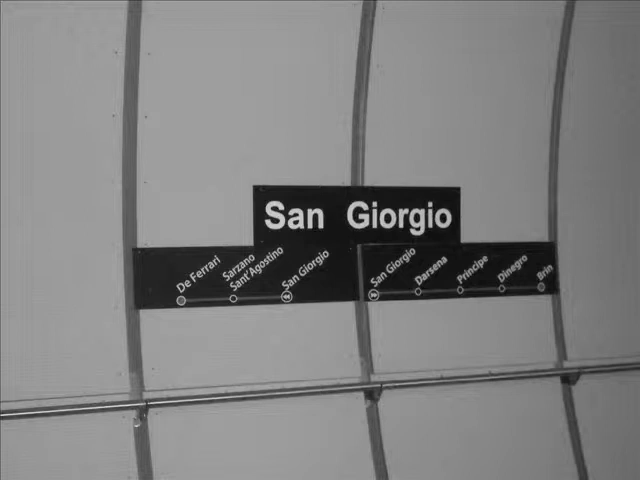 San Giorgio
De Ferrari
Sarzano
Sant'Agostino
San Giorgio
San Giorgio
Darsena
Principe
Dinegro
Brin